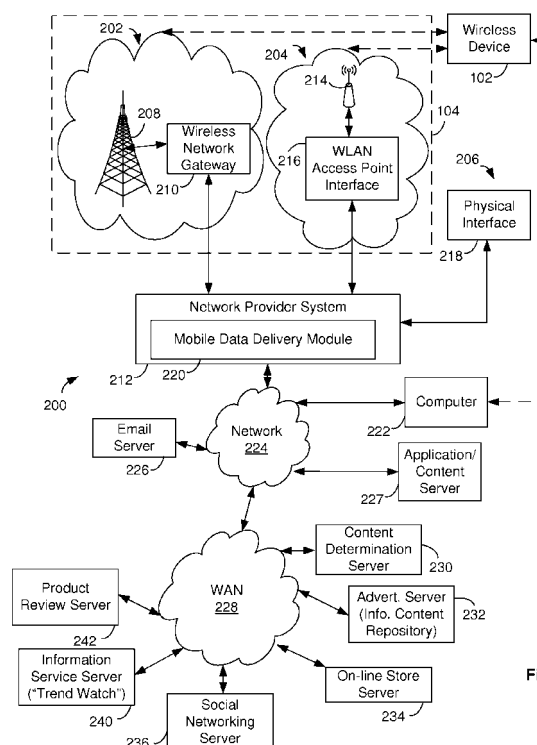 202
204
Wireless
Device
102
214
208
104
Wireless
Network
Gateway
210
216
WLAN
Access Point
Interface
206
Physical
Interface
218
Network Provider System
Mobile Data Delivery Module
212
220
200
Computer
222
Email
Server
226
Network
224
Application/
Content
Server
227
Content
Determination
Server
230
WAN
228
Product
Review Server
242
Advert. Server
(Info. Content
Repository)
232
Information
Service Server
("Trend Watch")
240
On-line Store
Server
234
Social
Networking
Server
236